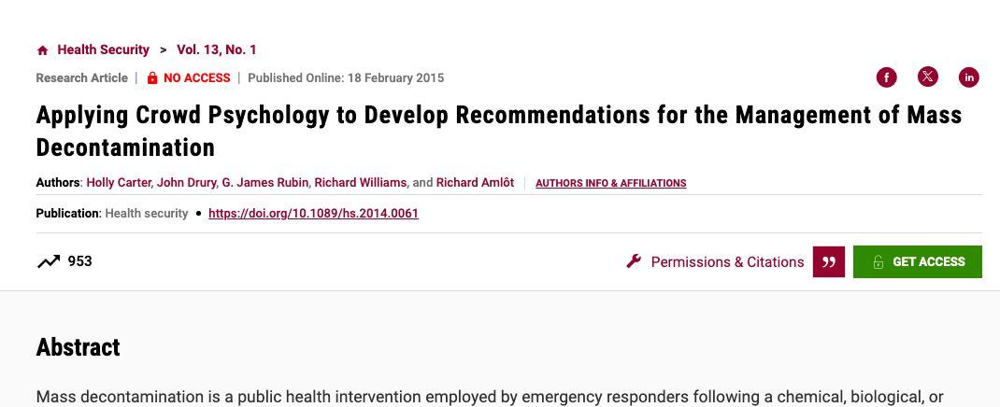 Health Security > Vol. 13, No. 1
Research Article | NO ACCESS | Published Online: 18 February 2015
Applying Crowd Psychology to Develop Recommendations for the Management of Mass
Decontamination
Authors: Holly Carter, John Drury, G. James Rubin, Richard Williams, and Richard Amlôt | AUTHORS INFO & AFFILIATIONS
Publication: Health security • https://doi.org/10.1089/hs.2014.0061
953
Permissions & Citations
GET ACCESS
Abstract
Mass decontamination is a public health intervention employed by emergency responders following a chemical, biological, or